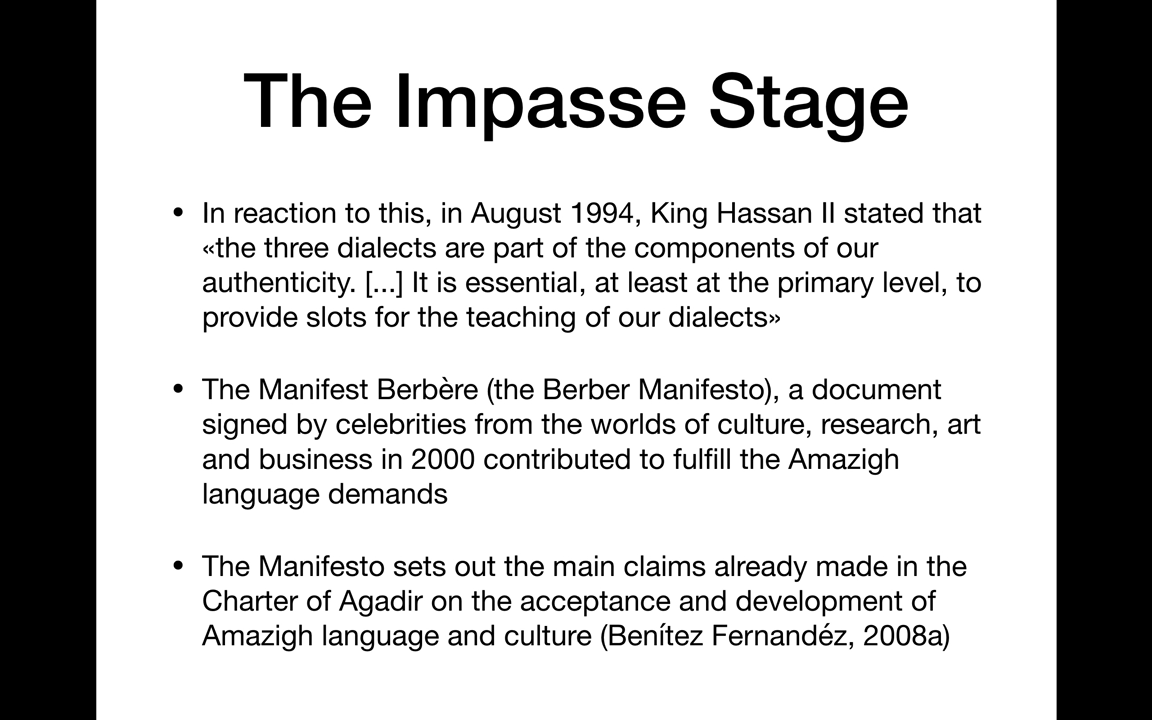 The Impasse Stage
• In reaction to this, in August 1994, King Hassan II stated that
«the three dialects are part of the components of our
authenticity. [...] It is essential, at least at the primary level, to
provide slots for the teaching of our dialects»
• The Manifest Berbère (the Berber Manifesto), a document
signed by celebrities from the worlds of culture, research, art
and business in 2000 contributed to fulfill the Amazigh
language demands
• The Manifesto sets out the main claims already made in the
Charter of Agadir on the acceptance and development of
Amazigh language and culture (Benítez Fernandéz, 2008a)